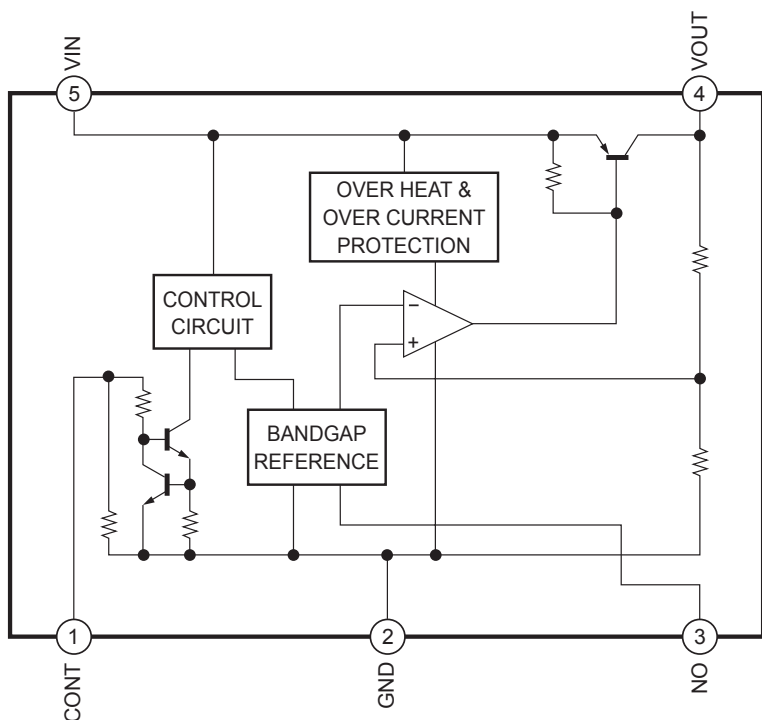 VIN
VOUT
5
4
OVER HEAT &
OVER CURRENT
PROTECTION
CONTROL
CIRCUIT
−
+
BANDGAP
REFERENCE
1
2
3
CONT
GND
NO